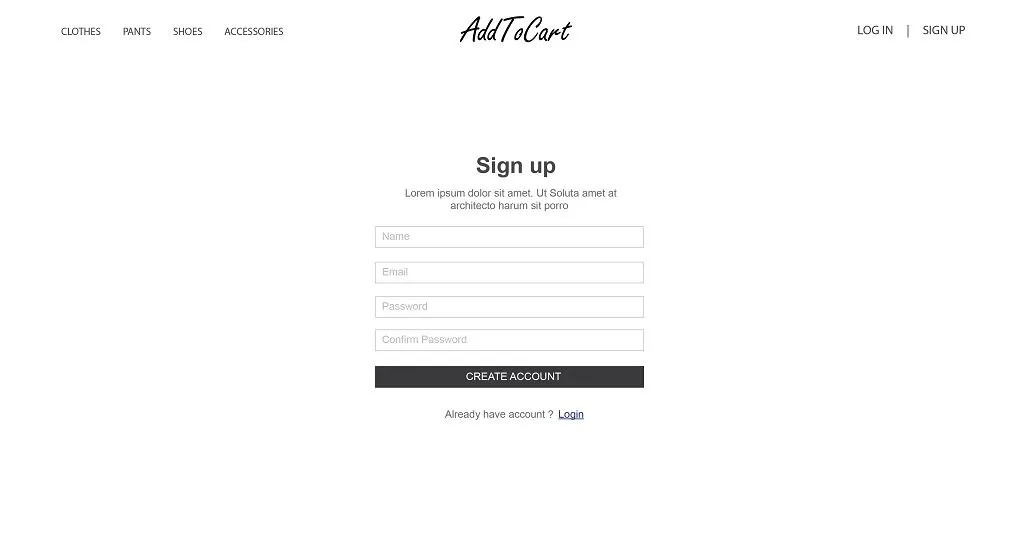 CLOTHES PANTS SHOES ACCESSORIES AddToCart LOG IN | SIGN UP
Sign up
Lorem ipsum dolor sit amet. Ut Soluta amet at
architecto harum sit porro
Name
Email
Password
Confirm Password
CREATE ACCOUNT
Already have account ? Login